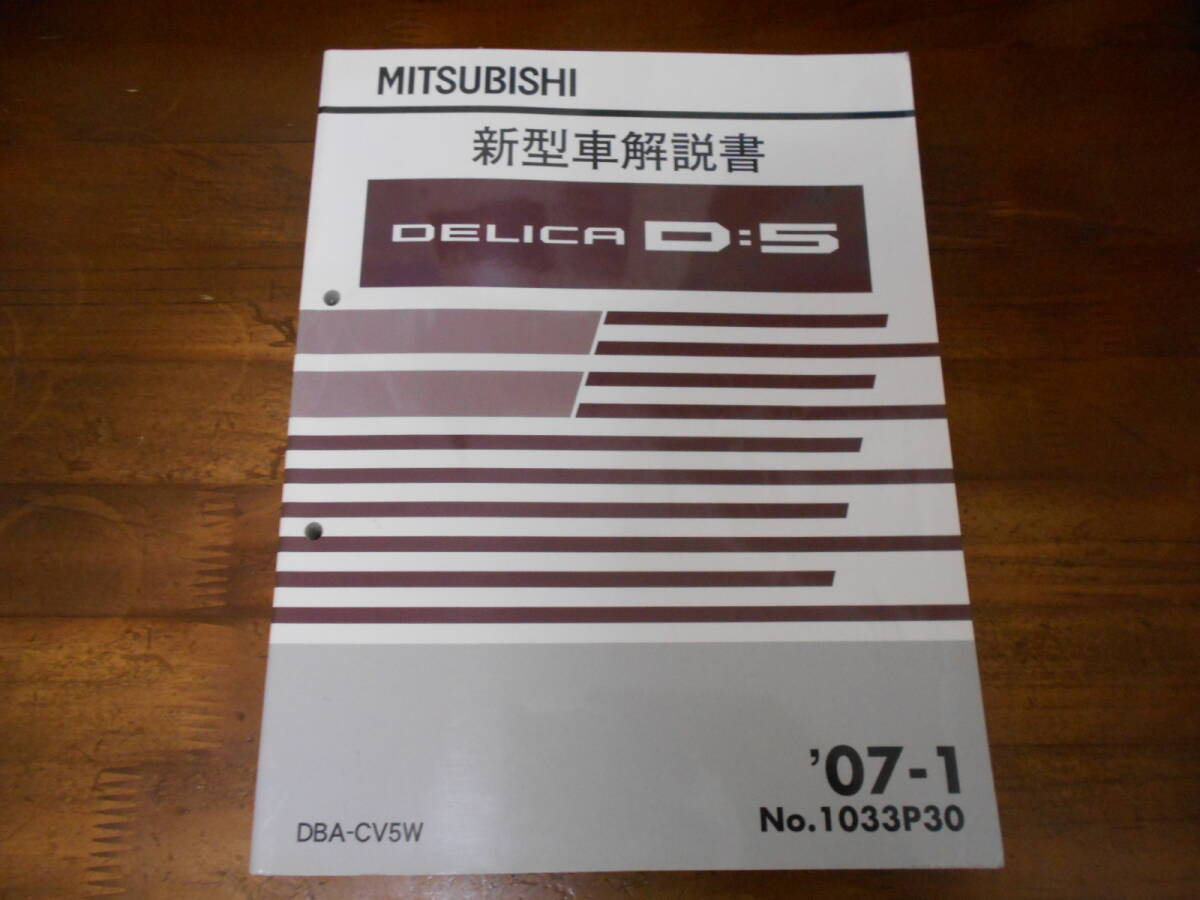 MITSUBISHI
新型車解説書
DELICA D:5
'07-1
No.1033P30
DBA-CV5W